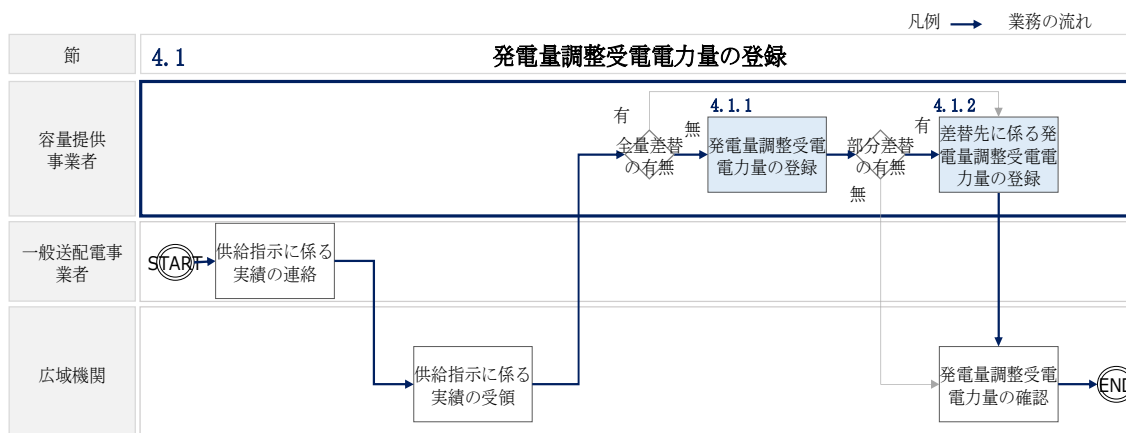 凡例
業務の流れ
節
4.1
発電量調整受電電力量の登録
容量提供
事業者
有
全量差替
の有無
無
4.1.1
発電量調整受電
電力量の登録
部分差替
の有無
有
無
4.1.2
差替先に係る発
電量調整受電電
力量の登録
一般送配電事
業者
START
供給指示に係る
実績の連絡
広域機関
供給指示に係る
実績の受領
発電量調整受電
電力量の確認
END